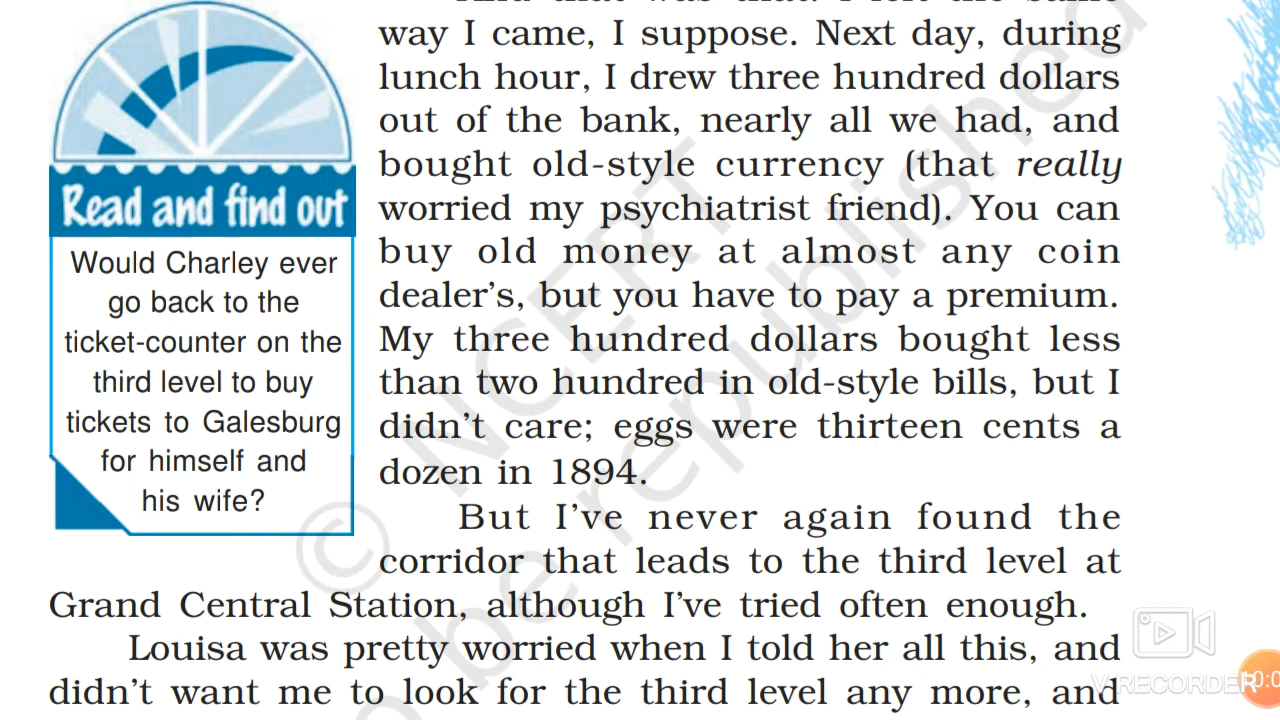 way I came, I suppose. Next day, during
lunch hour, I drew three hundred dollars
out of the bank, nearly all we had, and
bought old-style currency (that really
worried my psychiatrist friend). You can
buy old money at almost any coin
dealer's, but you have to pay a premium.
My three hundred dollars bought less
than two hundred in old-style bills, but I
didn't care; eggs were thirteen cents a
dozen in 1894.
But I've never again found the
corridor that leads to the third level at
Grand Central Station, although I've tried often enough.
Louisa was pretty worried when I told her all this, and
didn't want me to look for the third level any more, and
Read and find out
Would Charley ever
go back to the
ticket-counter on the
third level to buy
tickets to Galesburg
for himself and
his wife?
© NCERT
be republished
V RECORDER